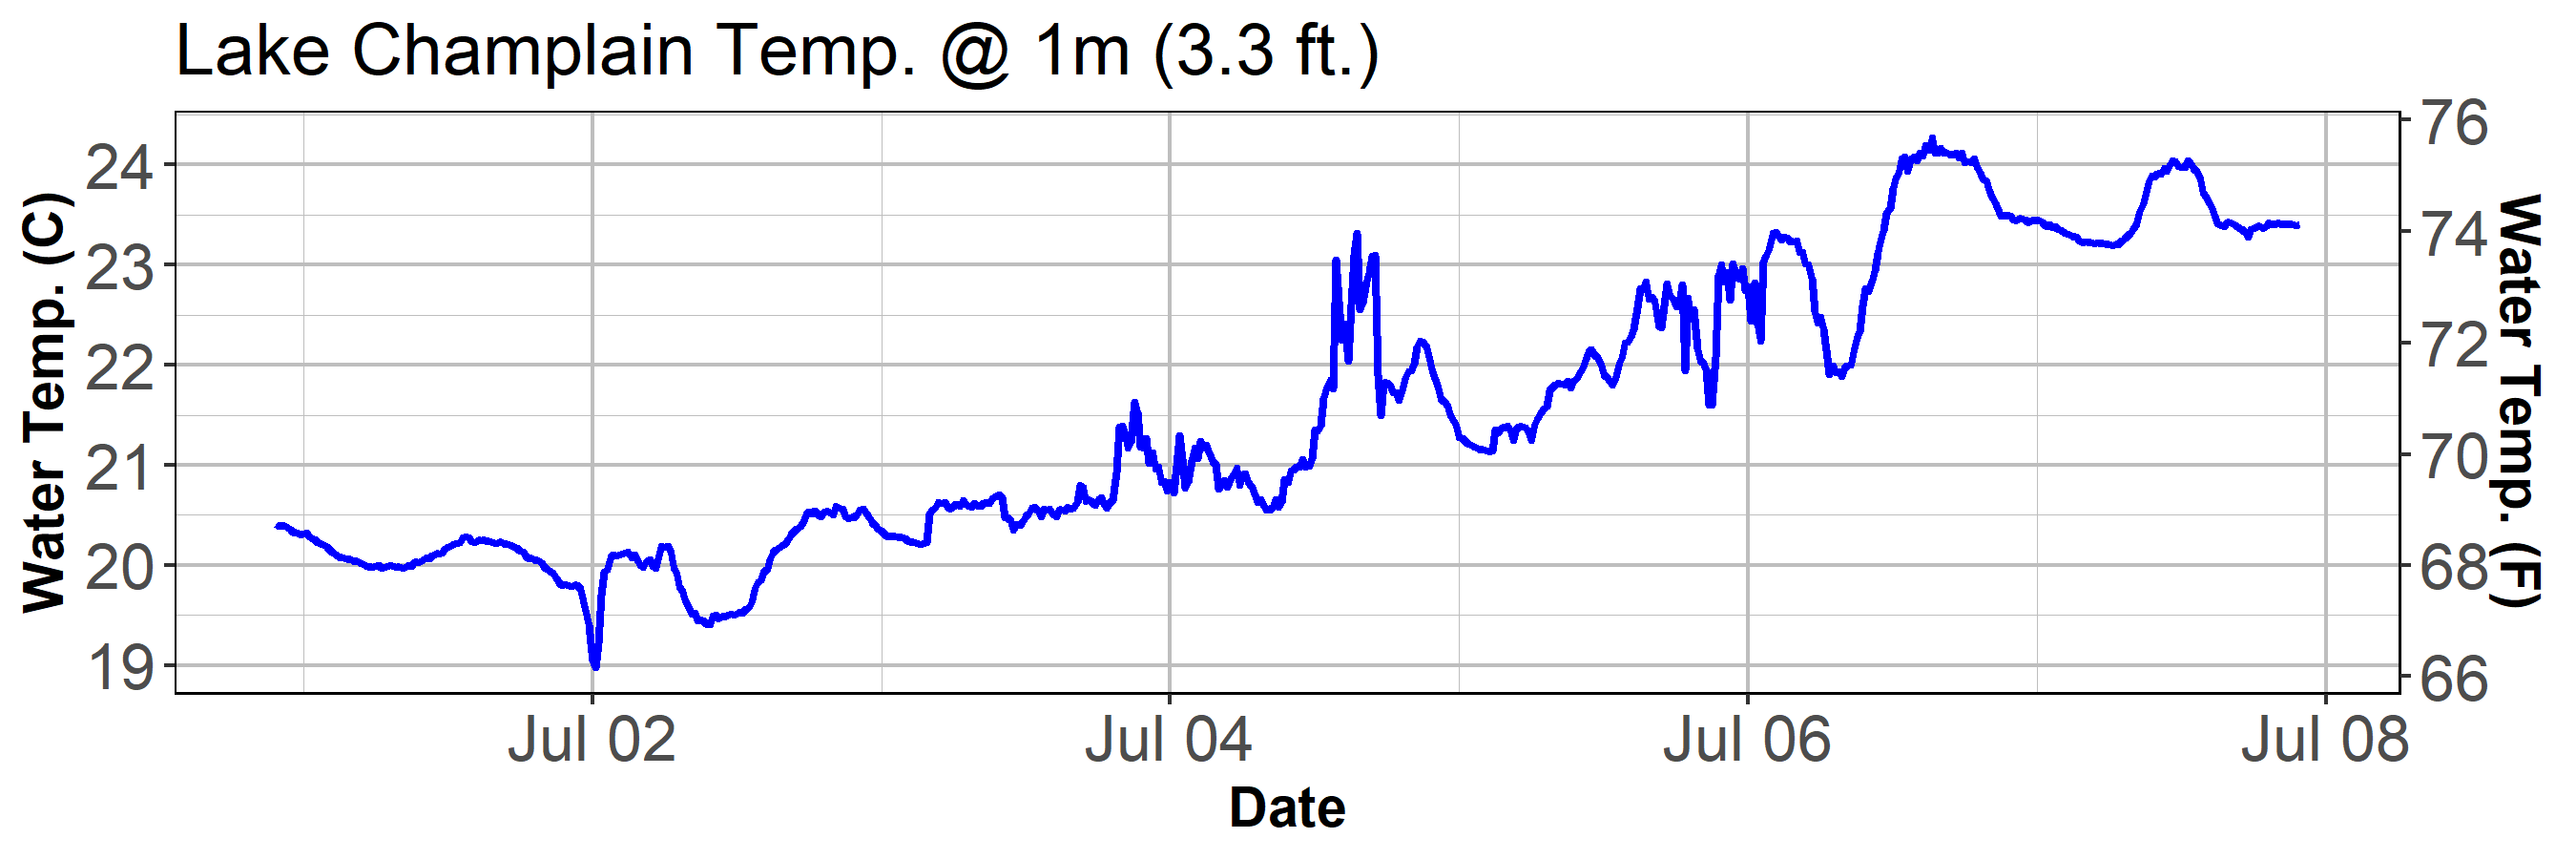 Lake Champlain Temp. @ 1m (3.3 ft.)
Water Temp. (C)
24
23
22
21
20
19
76
74
72
70
68
66
Water Temp. (F)
Jul 02
Jul 04
Jul 06
Jul 08
Date